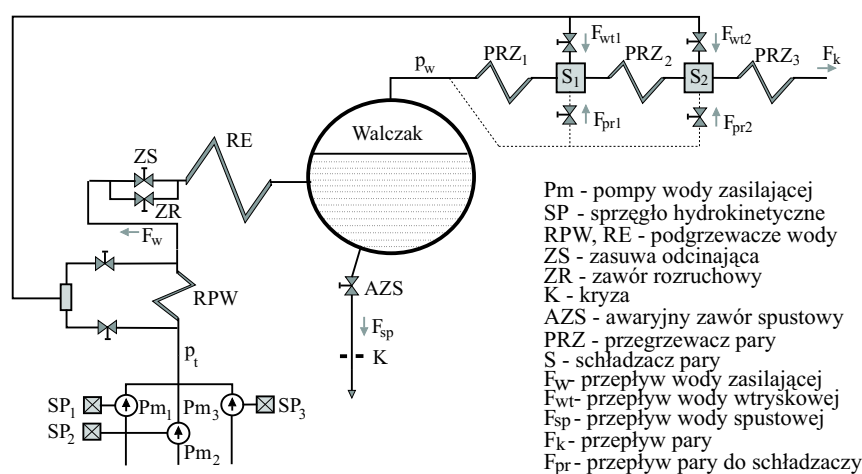 F_wt1
F_wt2
PRZ_1
PRZ_2
PRZ_3
F_k
p_w
S_1
S_2
F_pr1
F_pr2
Walczak
RE
ZS
ZR
F_w
RPW
AZS
F_sp
K
p_t
SP_1
Pm_1
Pm_3
SP_3
SP_2
Pm_2
Pm - pompy wody zasilającej
SP - sprzęgło hydrokinetyczne
RPW, RE - podgrzewacze wody
ZS - zasuwa odcinająca
ZR - zawór rozruchowy
K - kryza
AZS - awaryjny zawór spustowy
PRZ - przegrzewacz pary
S - schładzacz pary
F_w- przepływ wody zasilającej
F_wt- przepływ wody wtryskowej
F_sp - przepływ wody spustowej
F_k - przepływ pary
F_pr - przepływ pary do schładzaczy